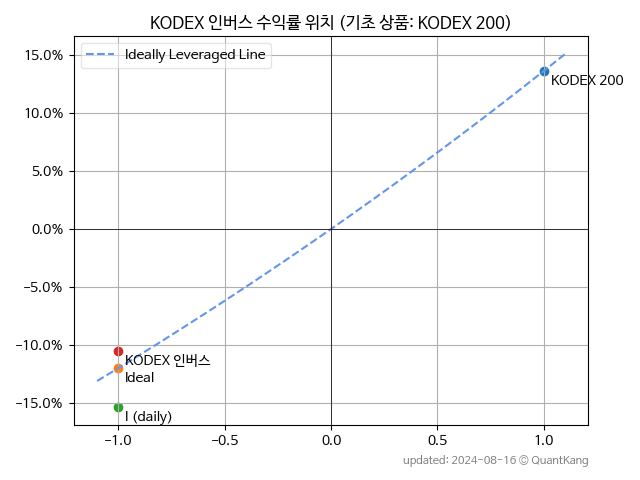 KODEX 인버스 수익률 위치 (기초 상품: KODEX 200)
Ideally Leveraged Line
15.0%
10.0%
5.0%
0.0%
−5.0%
−10.0%
−15.0%
KODEX 200
KODEX 인버스
Ideal
I (daily)
−1.0 −0.5 0.0 0.5 1.0
updated: 2024-08-16 © QuantKang